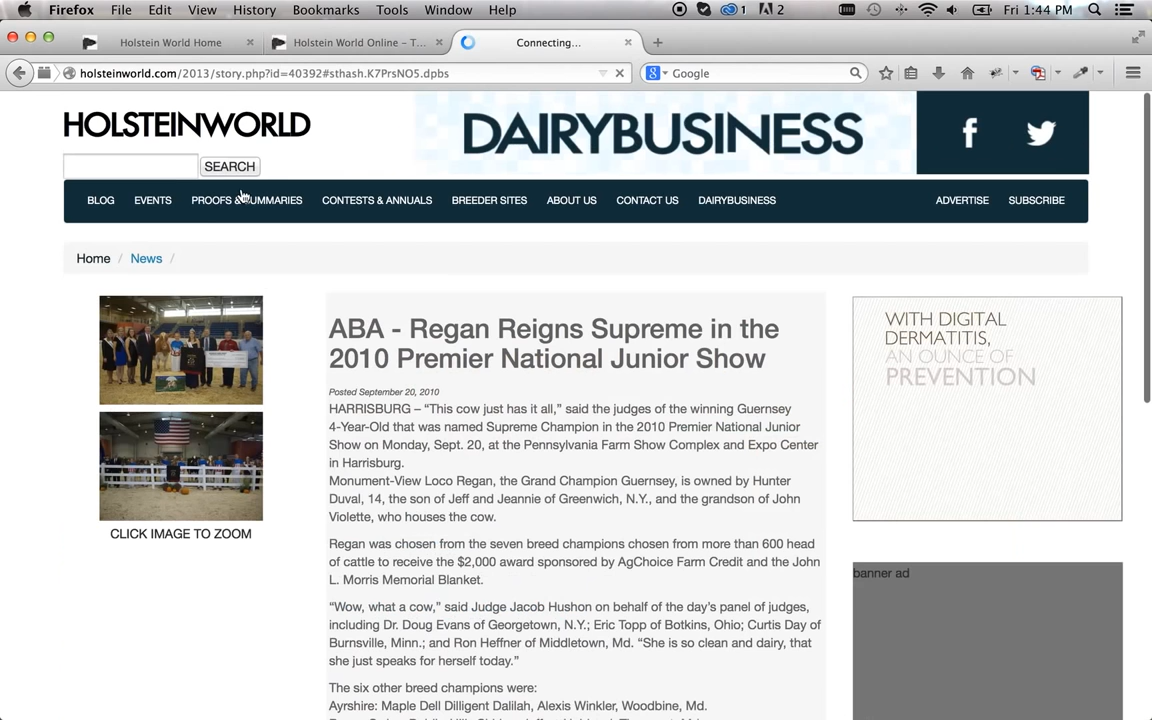 Firefox File Edit View History Bookmarks Tools Window Help 1 2 Fri 1:44 PM
Holstein World Home Holstein World Online – T... Connecting...
holsteinworld.com/2013/story.php?id=40392#sthash.K7PrsNO5.dpbs Google
HOLSTEINWORLD DAIRYBUSINESS
SEARCH
BLOG EVENTS PROOFS & SUMMARIES CONTESTS & ANNUALS BREEDER SITES ABOUT US CONTACT US DAIRYBUSINESS ADVERTISE SUBSCRIBE
Home / News /
ABA - Regan Reigns Supreme in the
2010 Premier National Junior Show
Posted September 20, 2010
HARRISBURG – “This cow just has it all,” said the judges of the winning Guernsey
4-Year-Old that was named Supreme Champion in the 2010 Premier National Junior
Show on Monday, Sept. 20, at the Pennsylvania Farm Show Complex and Expo Center
in Harrisburg.
Monument-View Loco Regan, the Grand Champion Guernsey, is owned by Hunter
Duval, 14, the son of Jeff and Jeannie of Greenwich, N.Y., and the grandson of John
Violette, who houses the cow.
Regan was chosen from the seven breed champions chosen from more than 600 head
of cattle to receive the $2,000 award sponsored by AgChoice Farm Credit and the John
L. Morris Memorial Blanket.
“Wow, what a cow,” said Judge Jacob Hushon on behalf of the day’s panel of judges,
including Dr. Doug Evans of Georgetown, N.Y.; Eric Topp of Botkins, Ohio; Curtis Day of
Burnsville, Minn.; and Ron Heffner of Middletown, Md. “She is so clean and dairy, that
she just speaks for herself today.”
The six other breed champions were:
Ayrshire: Maple Dell Dilligent Dalilah, Alexis Winkler, Woodbine, Md.
CLICK IMAGE TO ZOOM
WITH DIGITAL
DERMATITIS,
AN OUNCE OF
PREVENTION
banner ad